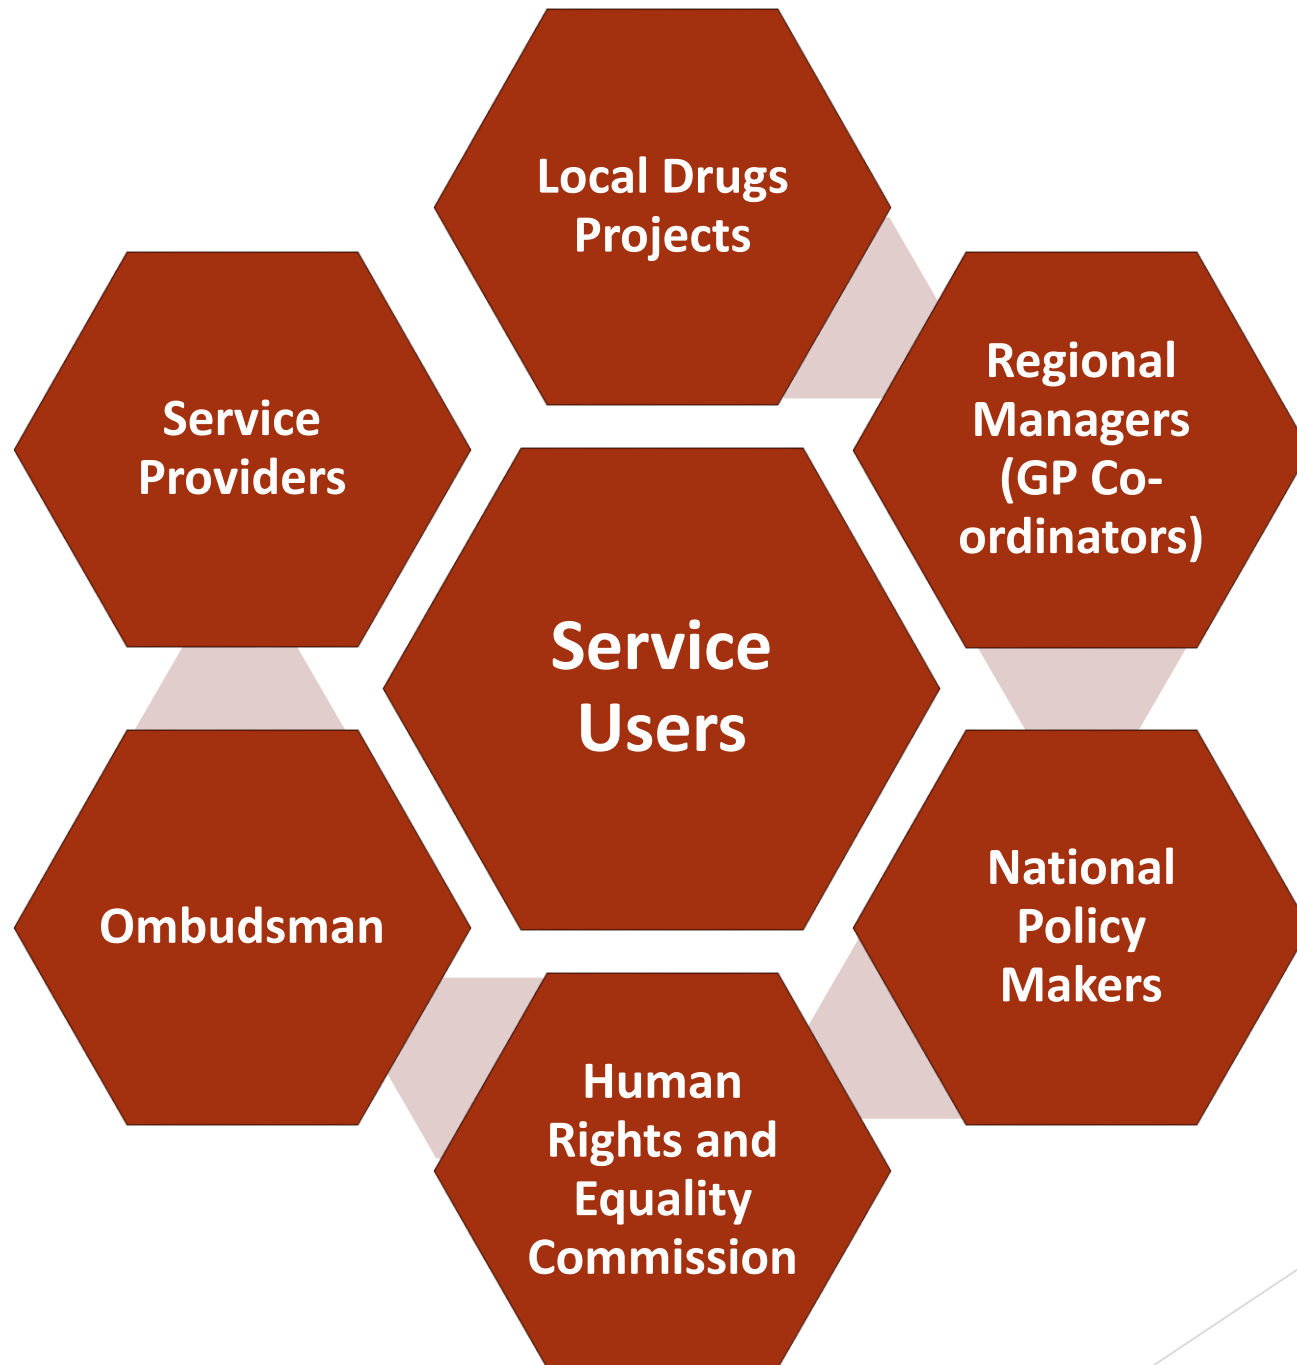 Local Drugs
Projects
Regional
Managers
(GP Co-
ordinators)
Service
Providers
Service
Users
National
Policy
Makers
Ombudsman
Human
Rights and
Equality
Commission